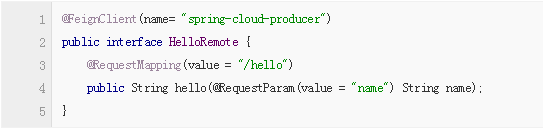 1 @FeignClient(name= "spring-cloud-producer")
2 public interface HelloRemote {
3 @RequestMapping(value = "/hello")
4 public String hello(@RequestParam(value = "name") String name);
5 }